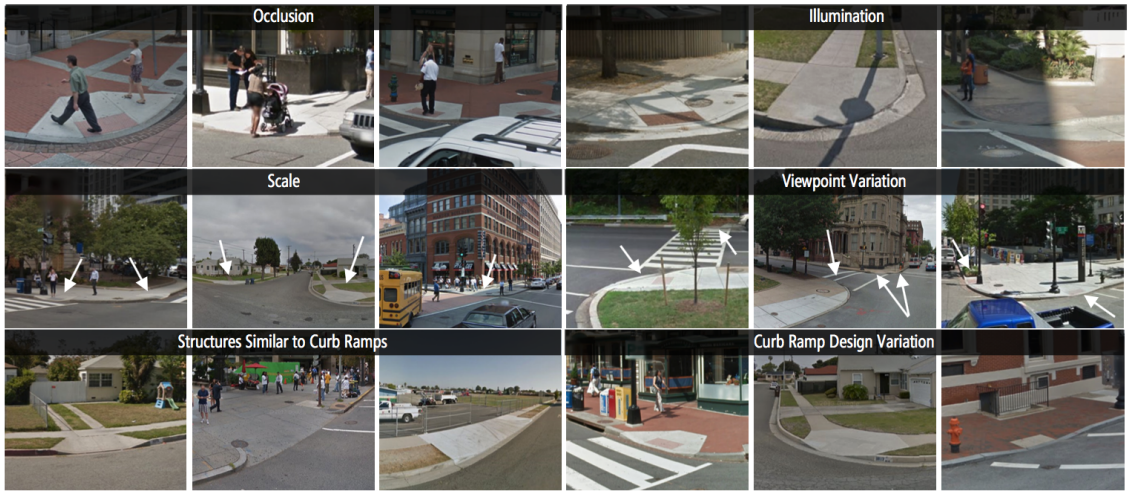 Occlusion
Illumination
Scale
Viewpoint Variation
Structures Similar to Curb Ramps
Curb Ramp Design Variation